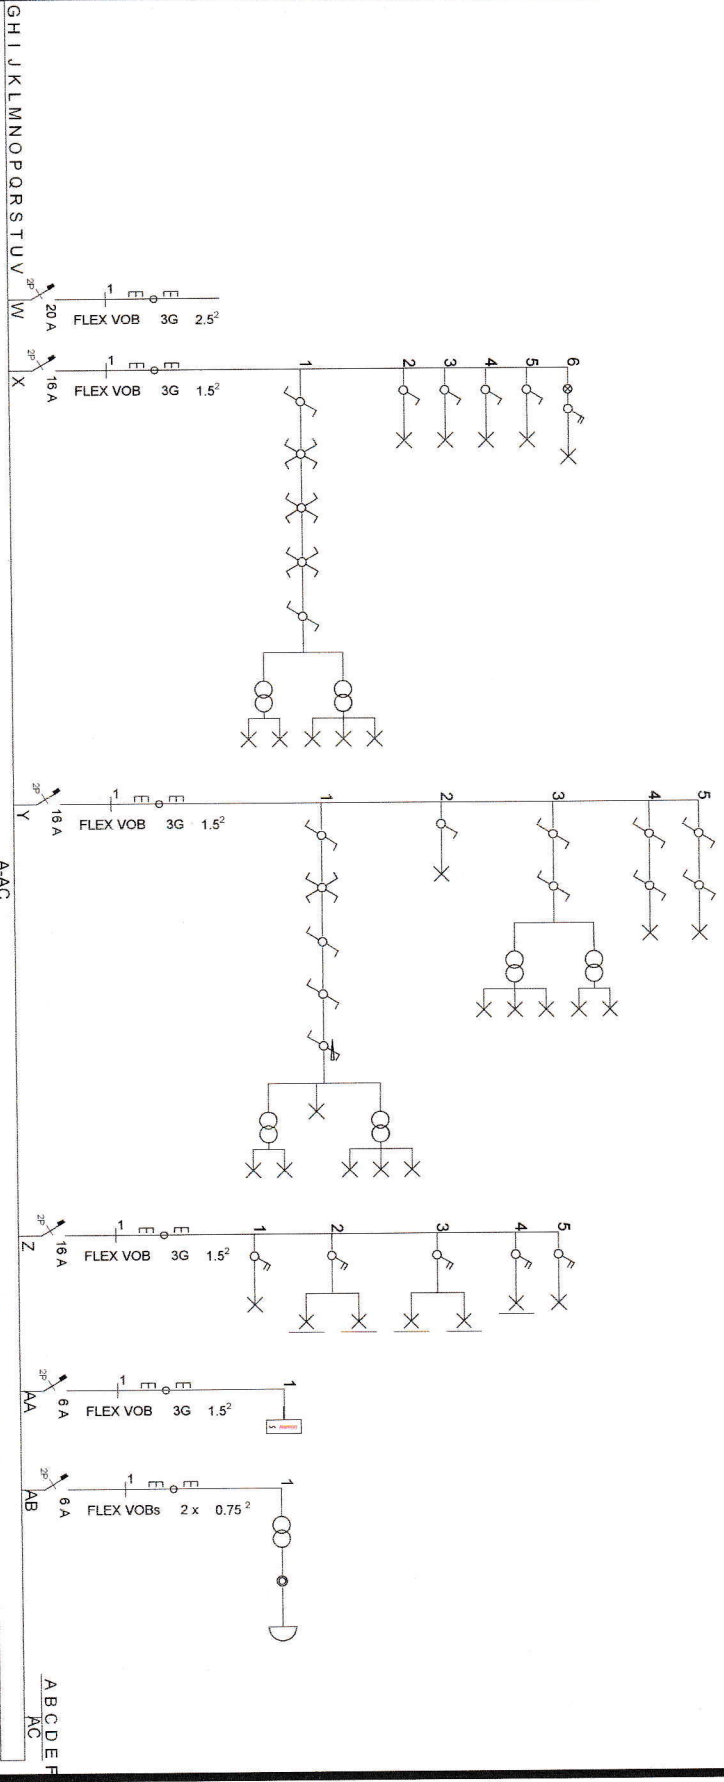 G H I J K L M N O P Q R S T U V
W
2P
20 A
1
FLEX VOB 3G 2.5²
X
2P
16 A
1
FLEX VOB 3G 1.5²
1 2 3 4 5 6
Y
2P
16 A
1
FLEX VOB 3G 1.5²
1 2 3 4 5
A-AC
Z
2P
16 A
1
FLEX VOB 3G 1.5²
1 2 3 4 5
AA
2P
6 A
1
FLEX VOB 3G 1.5²
1
S
AB
2P
6 A
1
FLEX VOBs 2 x 0.75 ²
1
A B C D E F
AC